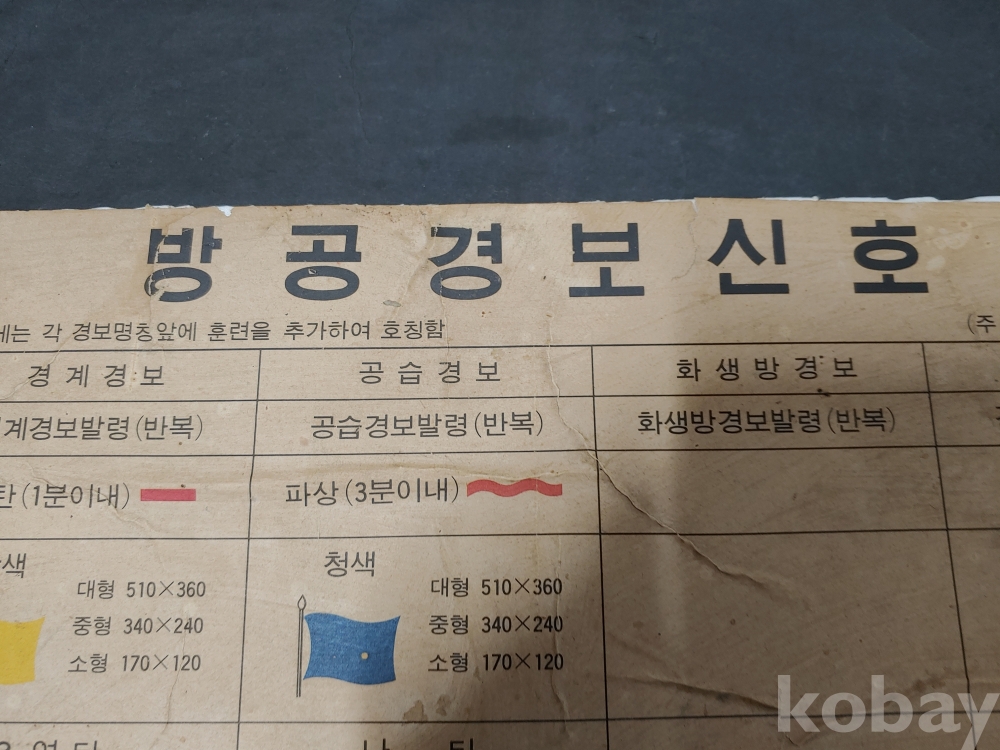 방공경보신호
각 경보명칭앞에 훈련을 추가하여 호칭함
(주
경계경보 공습경보 화생방경보
계경보발령(반복) 공습경보발령(반복) 화생방경보발령(반복)
(1분이내) 파상(3분이내)
색 청색
대형 510×360 대형 510×360
중형 340×240 중형 340×240
소형 170×120 소형 170×120
kobay